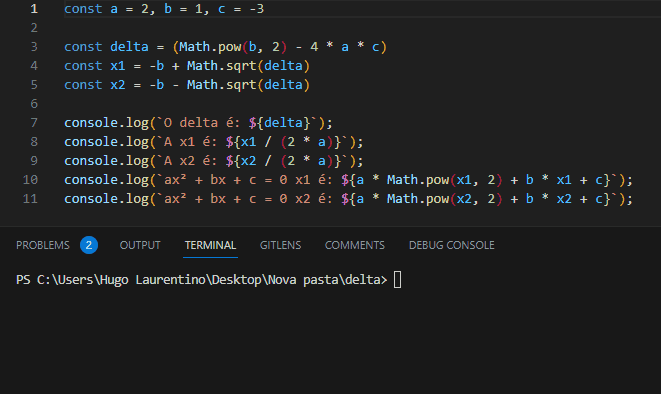 1 const a = 2, b = 1, c = -3
2
3 const delta = (Math.pow(b, 2) - 4 * a * c)
4 const x1 = -b + Math.sqrt(delta)
5 const x2 = -b - Math.sqrt(delta)
6
7 console.log(`O delta é: ${delta}`);
8 console.log(`A x1 é: ${x1 / (2 * a)}`);
9 console.log(`A x2 é: ${x2 / (2 * a)}`);
10 console.log(`ax² + bx + c = 0 x1 é: ${a * Math.pow(x1, 2) + b * x1 + c}`);
11 console.log(`ax² + bx + c = 0 x2 é: ${a * Math.pow(x2, 2) + b * x2 + c}`);
PROBLEMS 2 OUTPUT TERMINAL GITLENS COMMENTS DEBUG CONSOLE
PS C:\Users\Hugo Laurentino\Desktop\Nova pasta\delta>